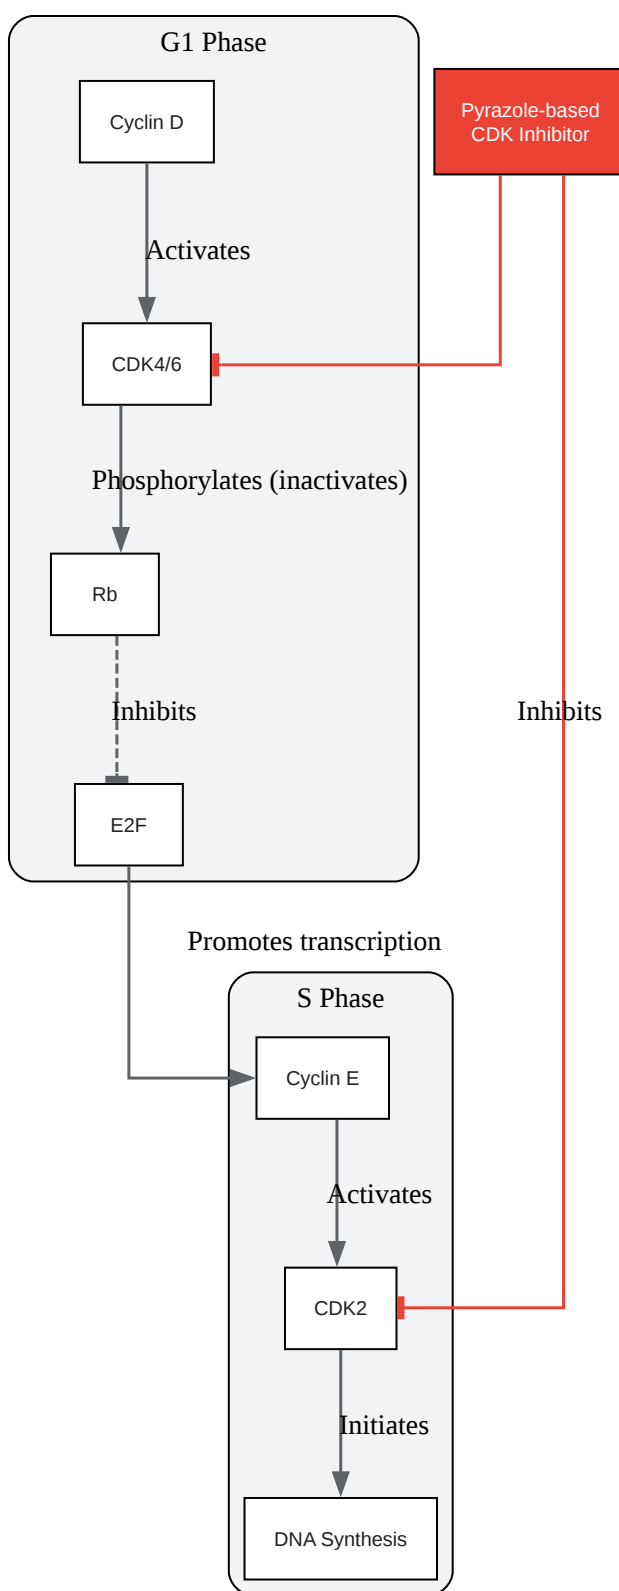 G1 Phase
Cyclin D
Pyrazole-based
CDK Inhibitor
Activates
CDK4/6
Phosphorylates (inactivates)
Rb
Inhibits
Inhibits
E2F
Promotes transcription
S Phase
Cyclin E
Activates
CDK2
Initiates
DNA Synthesis